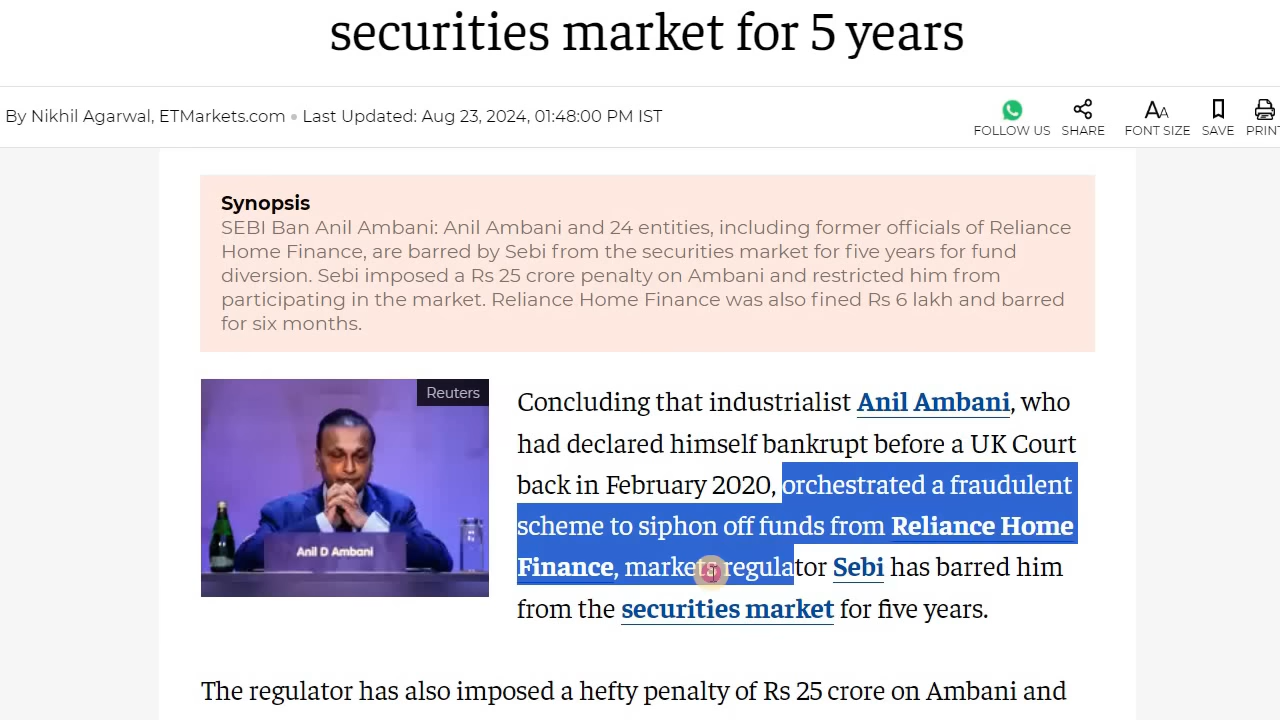 securities market for 5 years
By Nikhil Agarwal, ETMarkets.com • Last Updated: Aug 23, 2024, 01:48:00 PM IST
FOLLOW US SHARE FONT SIZE SAVE PRINT
Synopsis
SEBI Ban Anil Ambani: Anil Ambani and 24 entities, including former officials of Reliance
Home Finance, are barred by Sebi from the securities market for five years for fund
diversion. Sebi imposed a Rs 25 crore penalty on Ambani and restricted him from
participating in the market. Reliance Home Finance was also fined Rs 6 lakh and barred
for six months.
Reuters
Anil D Ambani
Concluding that industrialist Anil Ambani, who
had declared himself bankrupt before a UK Court
back in February 2020, orchestrated a fraudulent
scheme to siphon off funds from Reliance Home
Finance, markets regulator Sebi has barred him
from the securities market for five years.
The regulator has also imposed a hefty penalty of Rs 25 crore on Ambani and